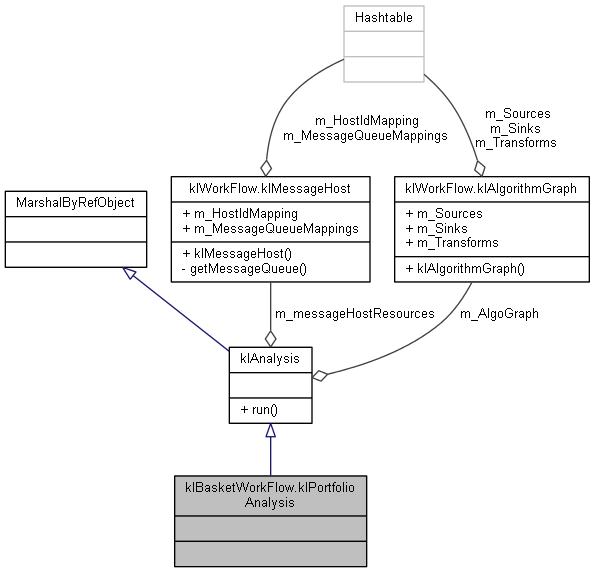 Hashtable
m_HostIdMapping
m_MessageQueueMappings
m_Sources
m_Sinks
m_Transforms
klWorkFlow.klMessageHost
+ m_HostIdMapping
+ m_MessageQueueMappings
+ klMessageHost()
- getMessageQueue()
klWorkFlow.klAlgorithmGraph
+ m_Sources
+ m_Sinks
+ m_Transforms
+ klAlgorithmGraph()
MarshalByRefObject
m_messageHostResources
m_AlgoGraph
klAnalysis
+ run()
klBasketWorkFlow.klPortfolio
Analysis